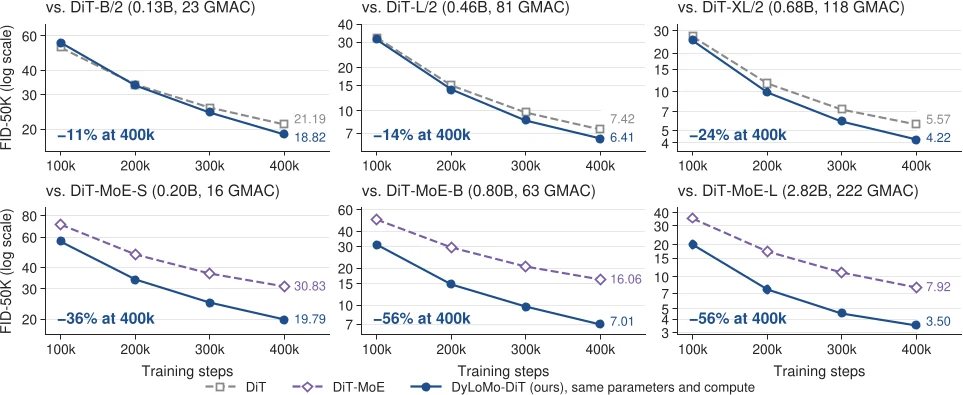 vs. DiT-B/2 (0.13B, 23 GMAC)
FID-50K (log scale)
60
40
30
20
21.19
18.82
−11% at 400k
100k 200k 300k 400k
vs. DiT-L/2 (0.46B, 81 GMAC)
40
30
20
15
10
7
7.42
6.41
−14% at 400k
100k 200k 300k 400k
vs. DiT-XL/2 (0.68B, 118 GMAC)
30
20
15
10
7
5
4
5.57
4.22
−24% at 400k
100k 200k 300k 400k
vs. DiT-MoE-S (0.20B, 16 GMAC)
FID-50K (log scale)
80
60
40
30
20
30.83
19.79
−36% at 400k
100k 200k 300k 400k
Training steps
vs. DiT-MoE-B (0.80B, 63 GMAC)
60
40
30
20
15
10
7
16.06
7.01
−56% at 400k
100k 200k 300k 400k
Training steps
vs. DiT-MoE-L (2.82B, 222 GMAC)
40
30
20
15
10
7
5
4
3
7.92
3.50
−56% at 400k
100k 200k 300k 400k
Training steps
DiT DiT-MoE DyLoMo-DiT (ours), same parameters and compute